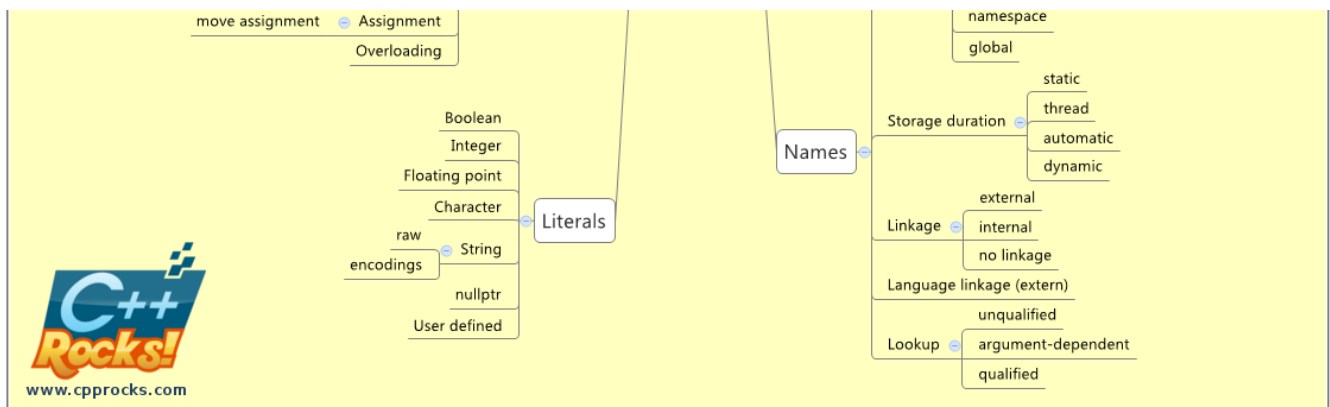 move assignment
Assignment
Overloading
Boolean
Integer
Floating point
Character
raw
encodings
String
nullptr
User defined
Literals
C++
Rocks!
www.cpprocks.com
namespace
global
Names
Storage duration
static
thread
automatic
dynamic
Linkage
external
internal
no linkage
Language linkage (extern)
Lookup
unqualified
argument-dependent
qualified